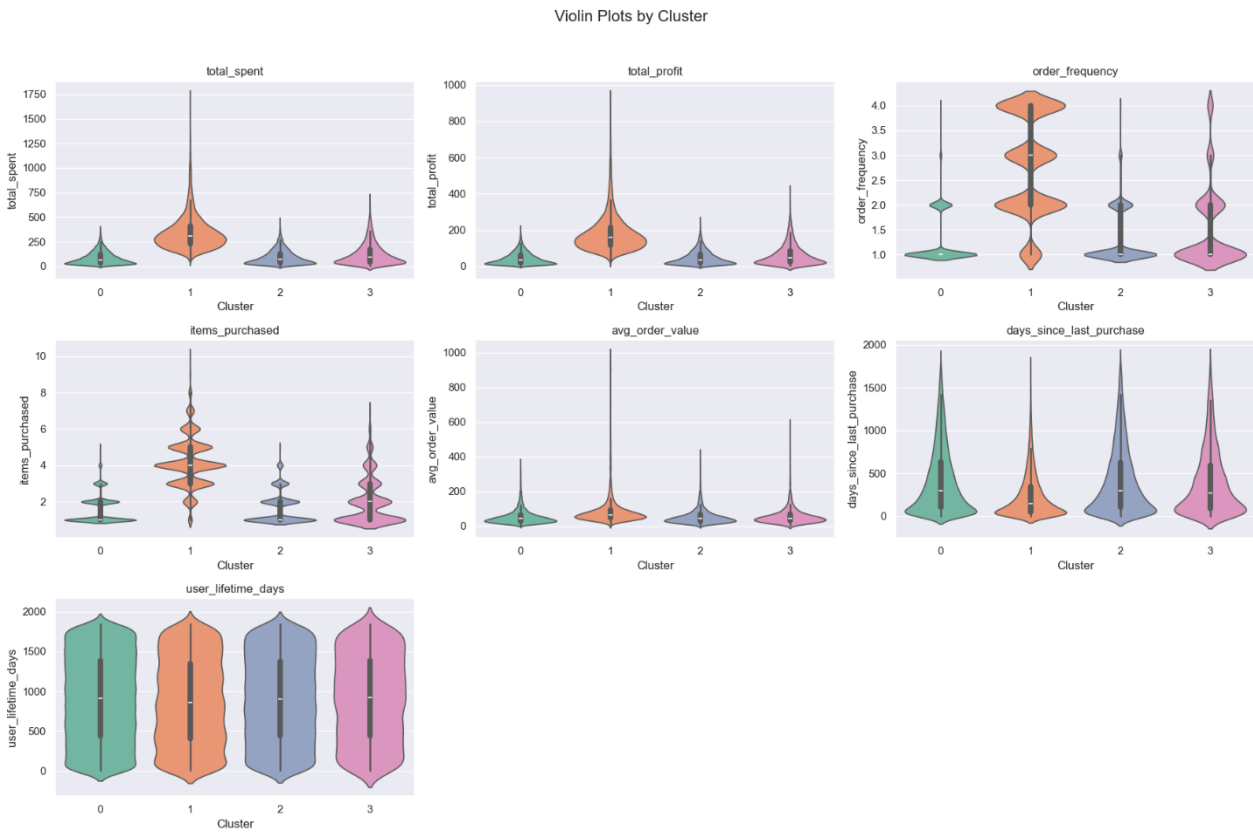 Violin Plots by Cluster
total_spent
total_spent
1750
1500
1250
1000
750
500
250
0
0 1 2 3
Cluster
total_profit
total_profit
1000
800
600
400
200
0
0 1 2 3
Cluster
order_frequency
order_frequency
4.0
3.5
3.0
2.5
2.0
1.5
1.0
0 1 2 3
Cluster
items_purchased
items_purchased
10
8
6
4
2
0 1 2 3
Cluster
avg_order_value
avg_order_value
1000
800
600
400
200
0
0 1 2 3
Cluster
days_since_last_purchase
days_since_last_purchase
2000
1500
1000
500
0
0 1 2 3
Cluster
user_lifetime_days
user_lifetime_days
2000
1500
1000
500
0
0 1 2 3
Cluster